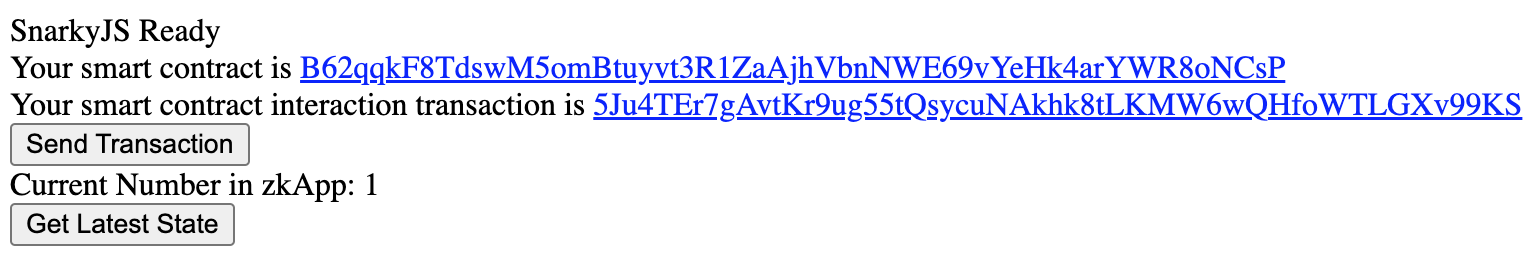 SnarkyJS Ready
Your smart contract is B62qqkF8TdswM5omBtuyvt3R1ZaAjhVbnNWE69vYeHk4arYWR8oNCsP
Your smart contract interaction transaction is 5Ju4TEr7gAvtKr9ug55tQsycuNAkhk8tLKMW6wQHfoWTLGXv99KS
Send Transaction
Current Number in zkApp: 1
Get Latest State